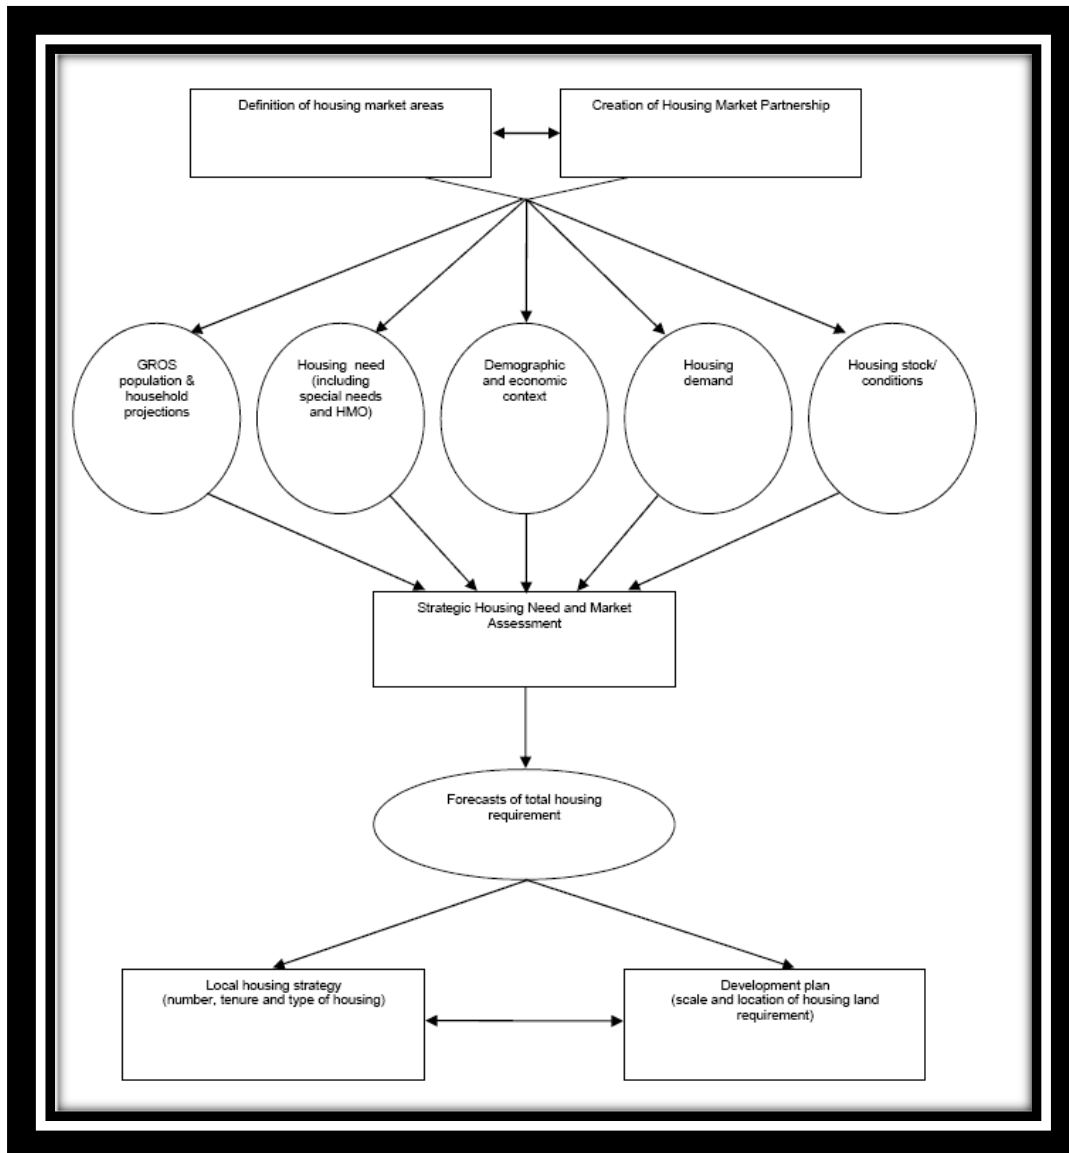 Definition of housing market areas
Creation of Housing Market Partnership
GROS
population &
household
projections
Housing need
(including
special needs
and HMO)
Demographic
and economic
context
Housing
demand
Housing stock/
conditions
Strategic Housing Need and Market
Assessment
Forecasts of total housing
requirement
Local housing strategy
(number, tenure and type of housing)
Development plan
(scale and location of housing land
requirement)